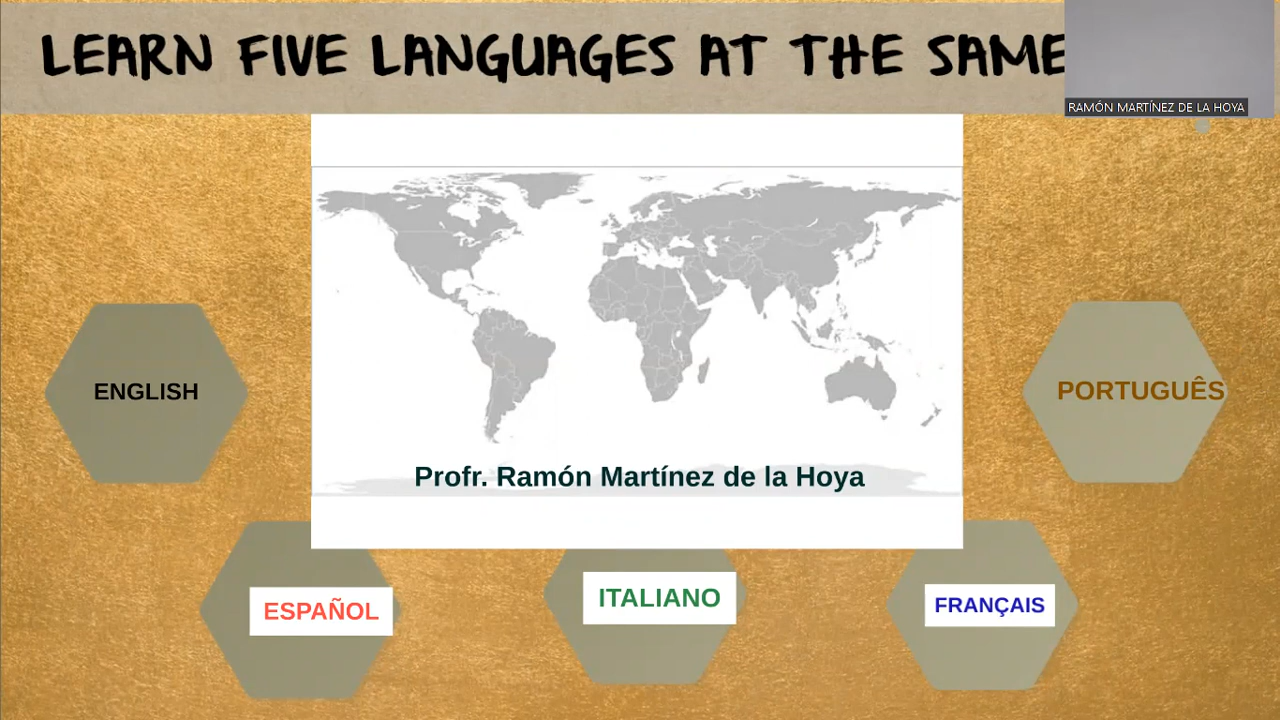 LEARN FIVE LANGUAGES AT THE SAME
RAMÓN MARTÍNEZ DE LA HOYA
ENGLISH
PORTUGUÊS
Profr. Ramón Martínez de la Hoya
ESPAÑOL
ITALIANO
FRANÇAIS